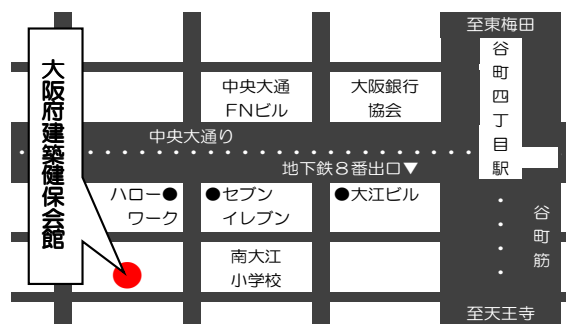 至東梅田
谷町四丁目駅
大阪府建築健保会館
中央大通
FNビル
大阪銀行
協会
中央大通り
地下鉄8番出口▼
ハロー●
ワーク
●セブン
イレブン
●大江ビル
谷町筋
南大江
小学校
至天王寺